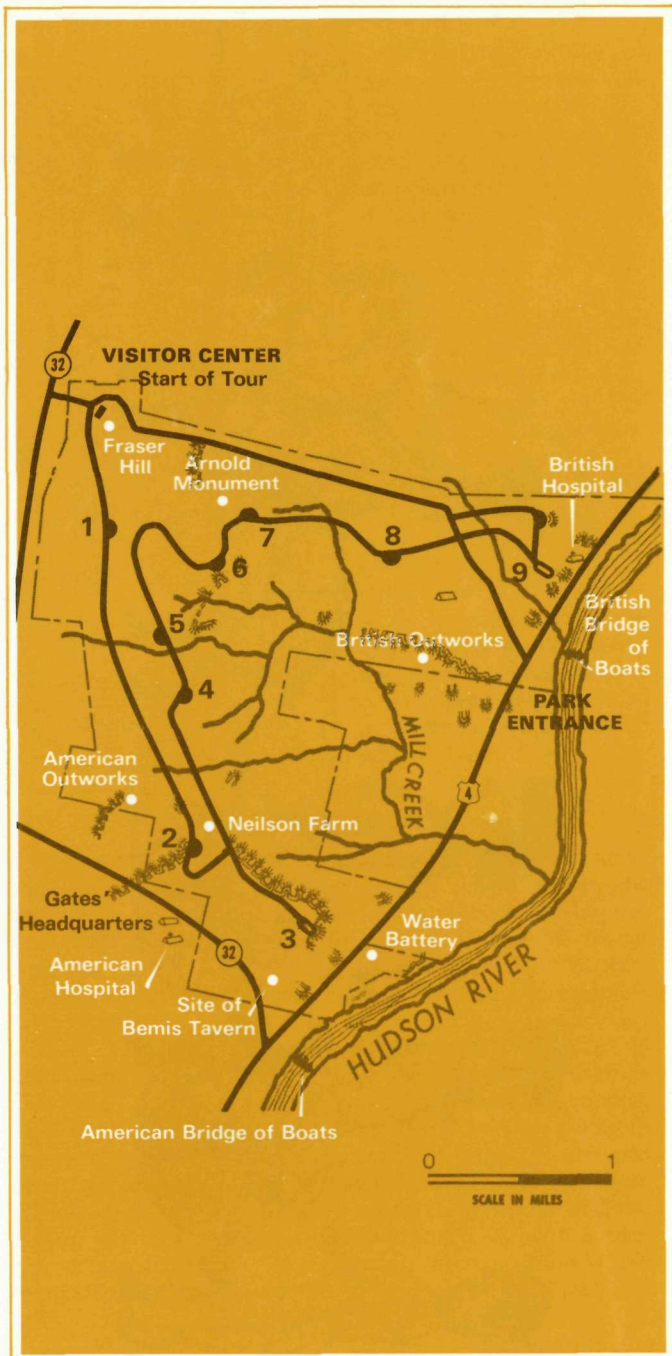 32
VISITOR CENTER
Start of Tour
Fraser
Hill
Arnold
Monument
British
Hospital
1
7
8
6
9
5
British Outworks
British
Bridge
of
Boats
4
PARK
ENTRANCE
MILL CREEK
American
Outworks
4
2
Neilson Farm
Gates'
Headquarters
32
3
Water
Battery
American
Hospital
Site of
Bemis Tavern
HUDSON RIVER
American Bridge of Boats
0 1
SCALE IN MILES